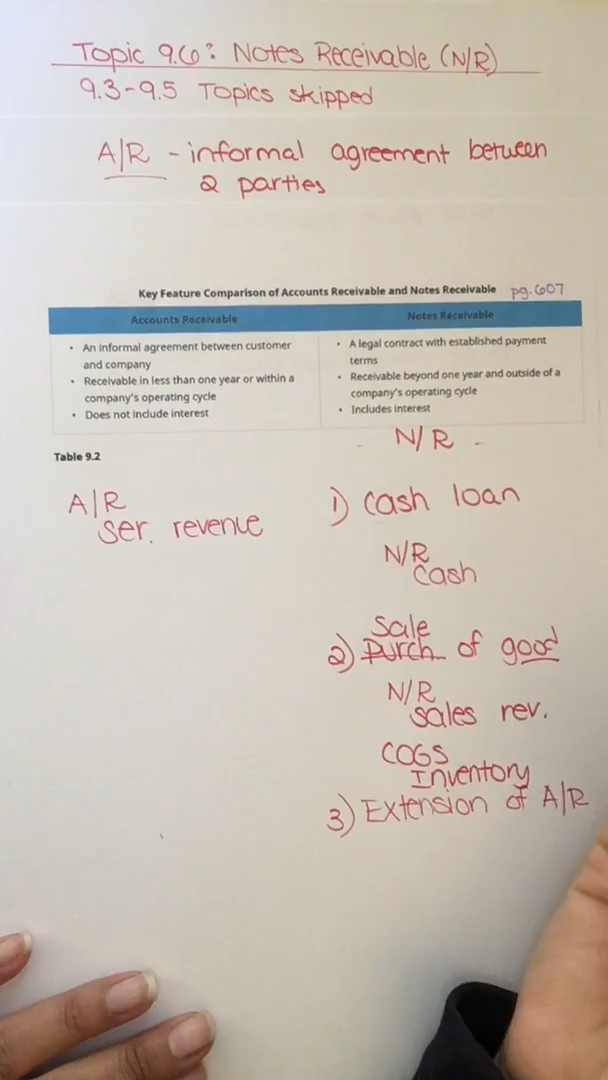 Topic 9.6: Notes Receivable (N/R)
9.3-9.5 Topics skipped
A/R - informal agreement between
2 parties
Key Feature Comparison of Accounts Receivable and Notes Receivable pg.607
Accounts Receivable
Notes Receivable
• An informal agreement between customer
and company
• Receivable in less than one year or within a
company's operating cycle
• Does not include interest
• A legal contract with established payment
terms
• Receivable beyond one year and outside of a
company's operating cycle
• Includes interest
Table 9.2
A/R
Ser. revenue
N/R
1) Cash loan
N/R
Cash
Sale
2) Purch of good
N/R
Sales rev.
COGS
Inventory
3) Extension of A/R